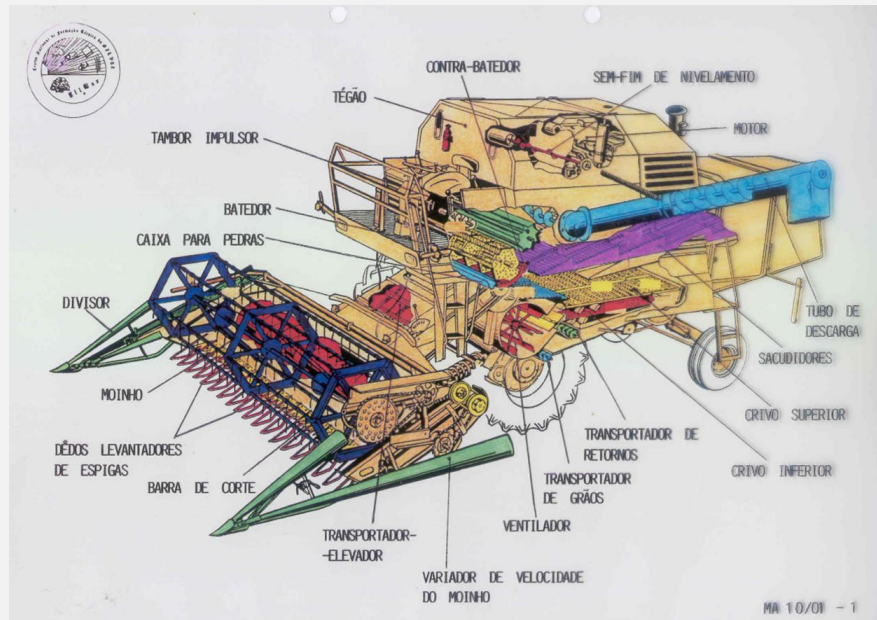 CONTRA-BATEDOR
SEM-FIM DE NIVELAMENTO
TÉGÃO
MOTOR
TAMBOR IMPULSOR
BATEDOR
CAIXA PARA PEDRAS
DIVISOR
TUBO DE
DESCARGA
SACUDIDORES
MOINHO
CRIVO SUPERIOR
DÊDOS LEVANTADORES
DE ESPIGAS
TRANSPORTADOR DE
RETORNOS
BARRA DE CORTE
CRIVO INFERIOR
TRANSPORTADOR
DE GRÃOS
VENTILADOR
TRANSPORTADOR-
-ELEVADOR
VARIADOR DE VELOCIDADE
DO MOINHO
MA 10/01 - 1